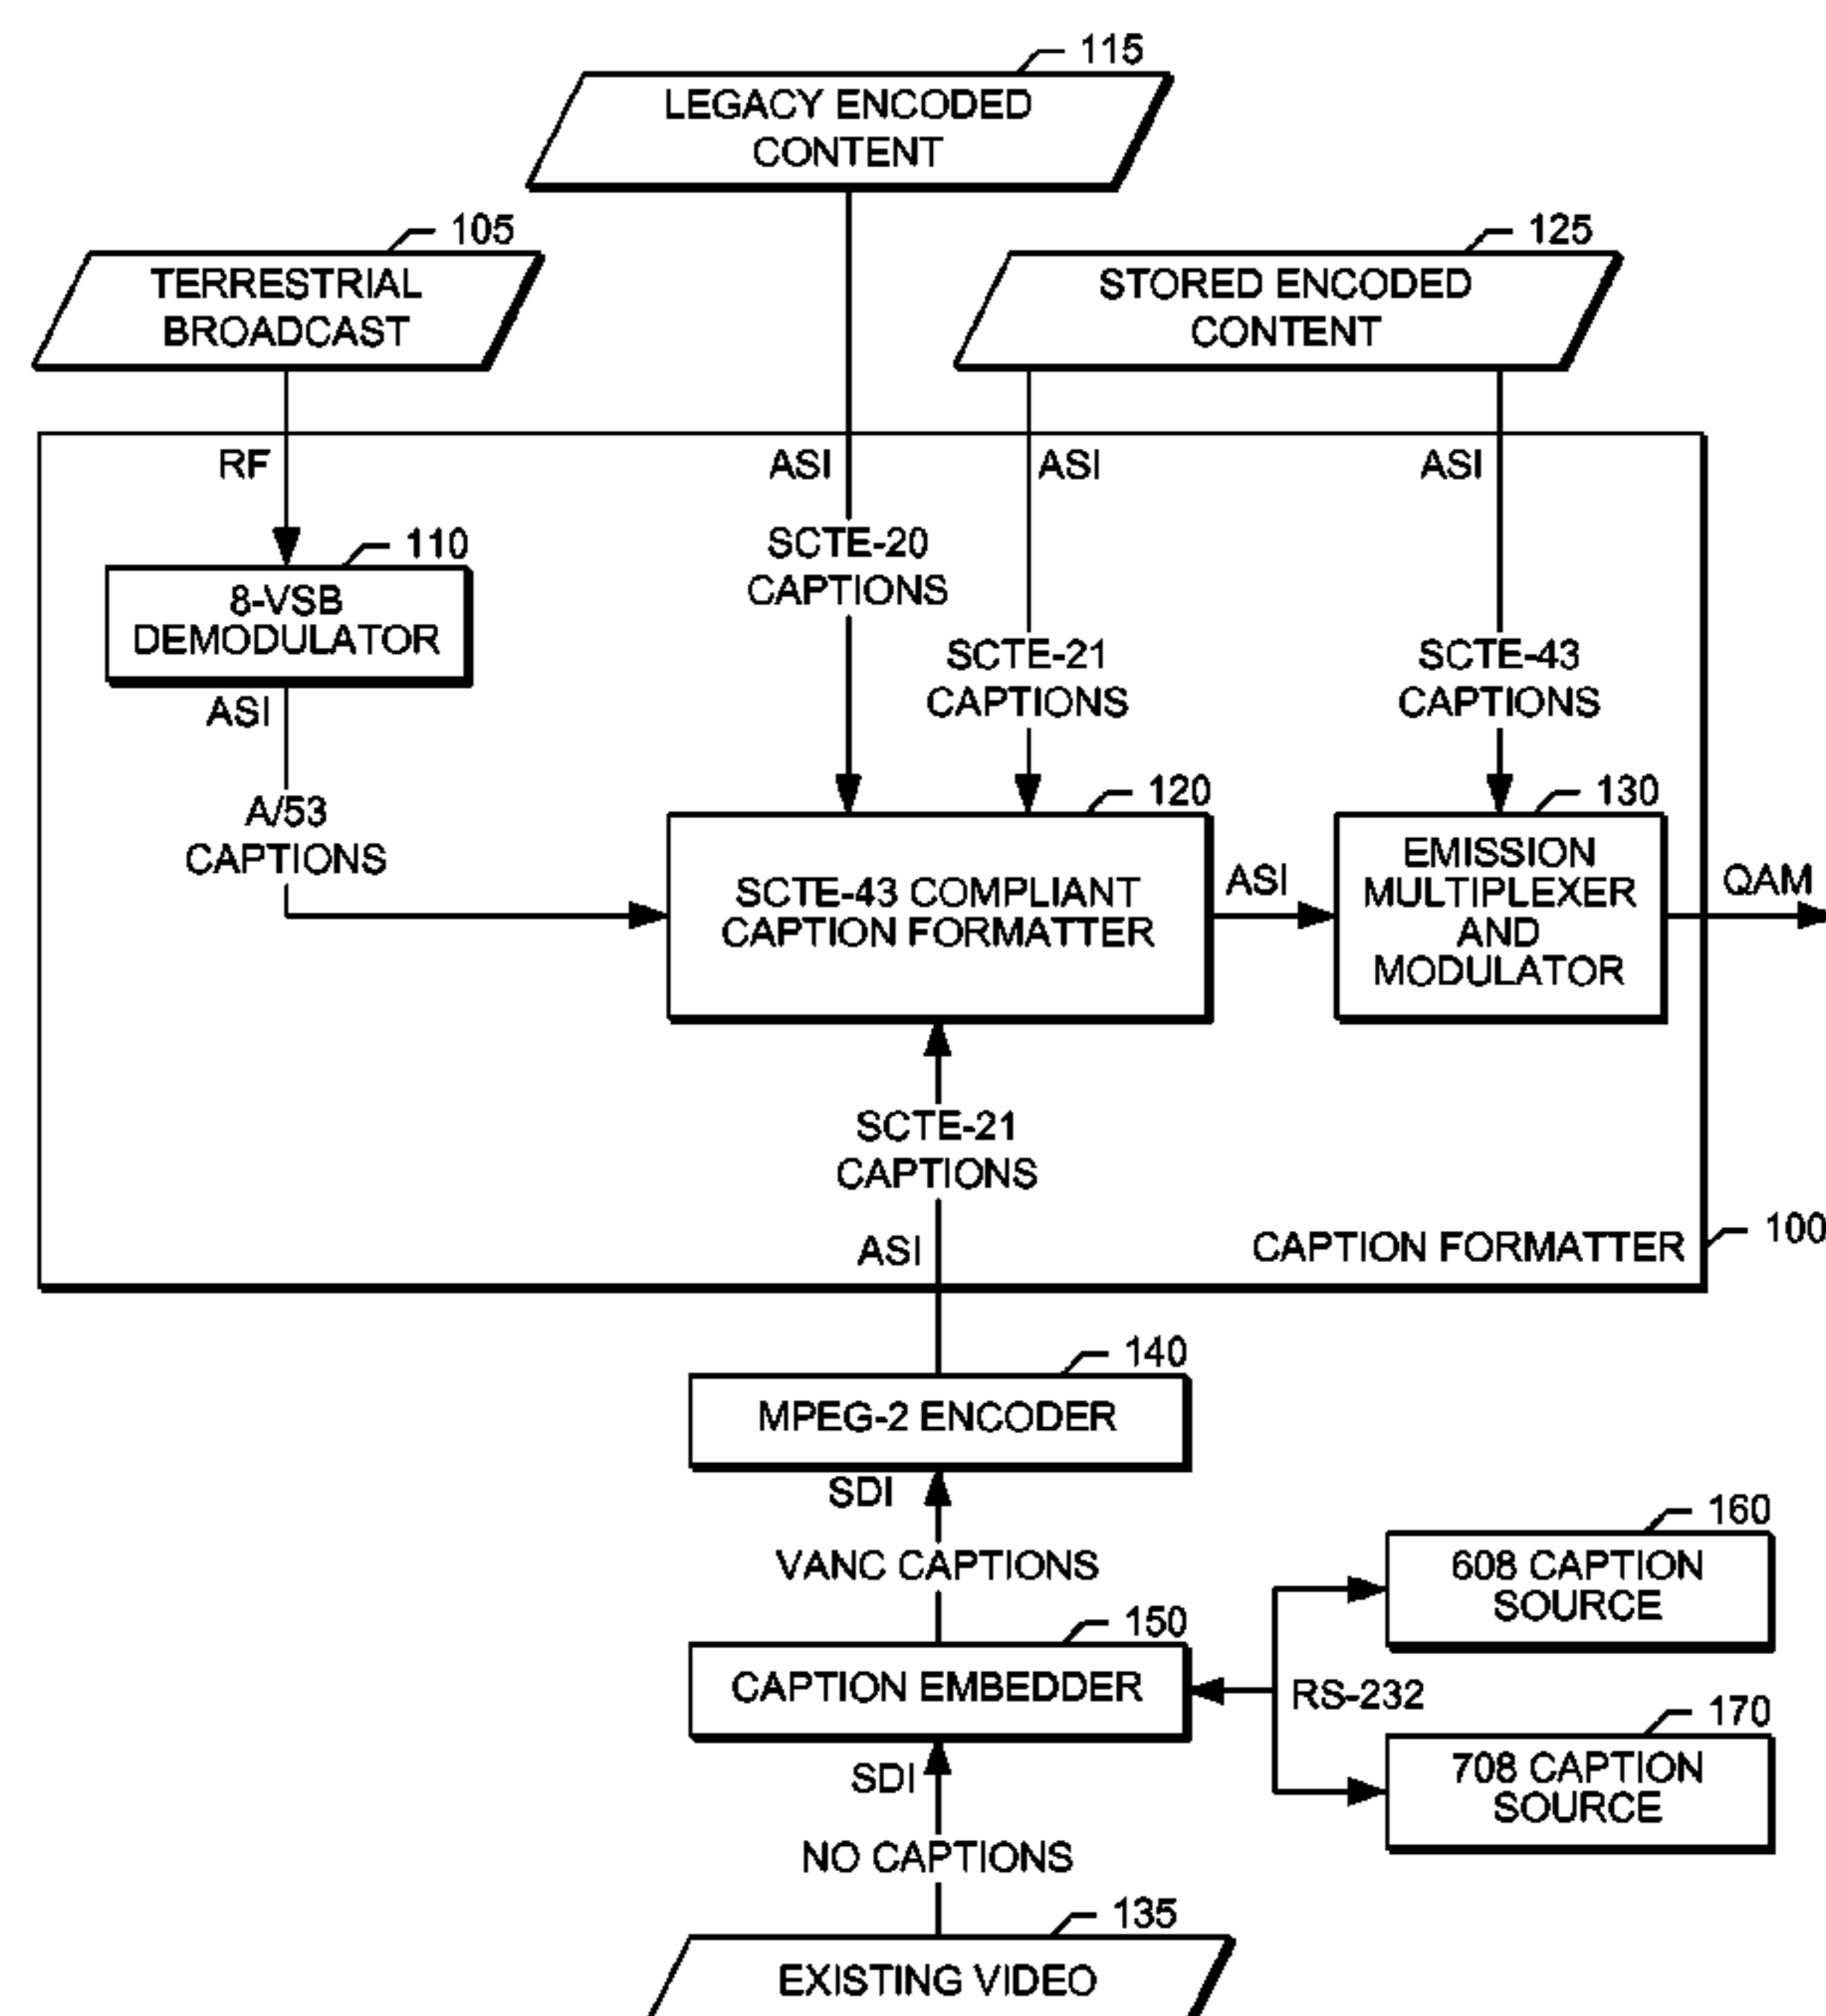 115
LEGACY ENCODED
CONTENT
105
TERRESTRIAL
BROADCAST
125
STORED ENCODED
CONTENT
RF
ASI
ASI
ASI
110
8-VSB
DEMODULATOR
ASI
SCTE-20
CAPTIONS
SCTE-21
CAPTIONS
SCTE-43
CAPTIONS
A/53
CAPTIONS
120
SCTE-43 COMPLIANT
CAPTION FORMATTER
ASI
130
EMISSION
MULTIPLEXER
AND
MODULATOR
QAM
SCTE-21
CAPTIONS
ASI
CAPTION FORMATTER
100
140
MPEG-2 ENCODER
SDI
VANC CAPTIONS
160
608 CAPTION
SOURCE
150
CAPTION EMBEDDER
RS-232
170
708 CAPTION
SOURCE
SDI
NO CAPTIONS
135
EXISTING VIDEO